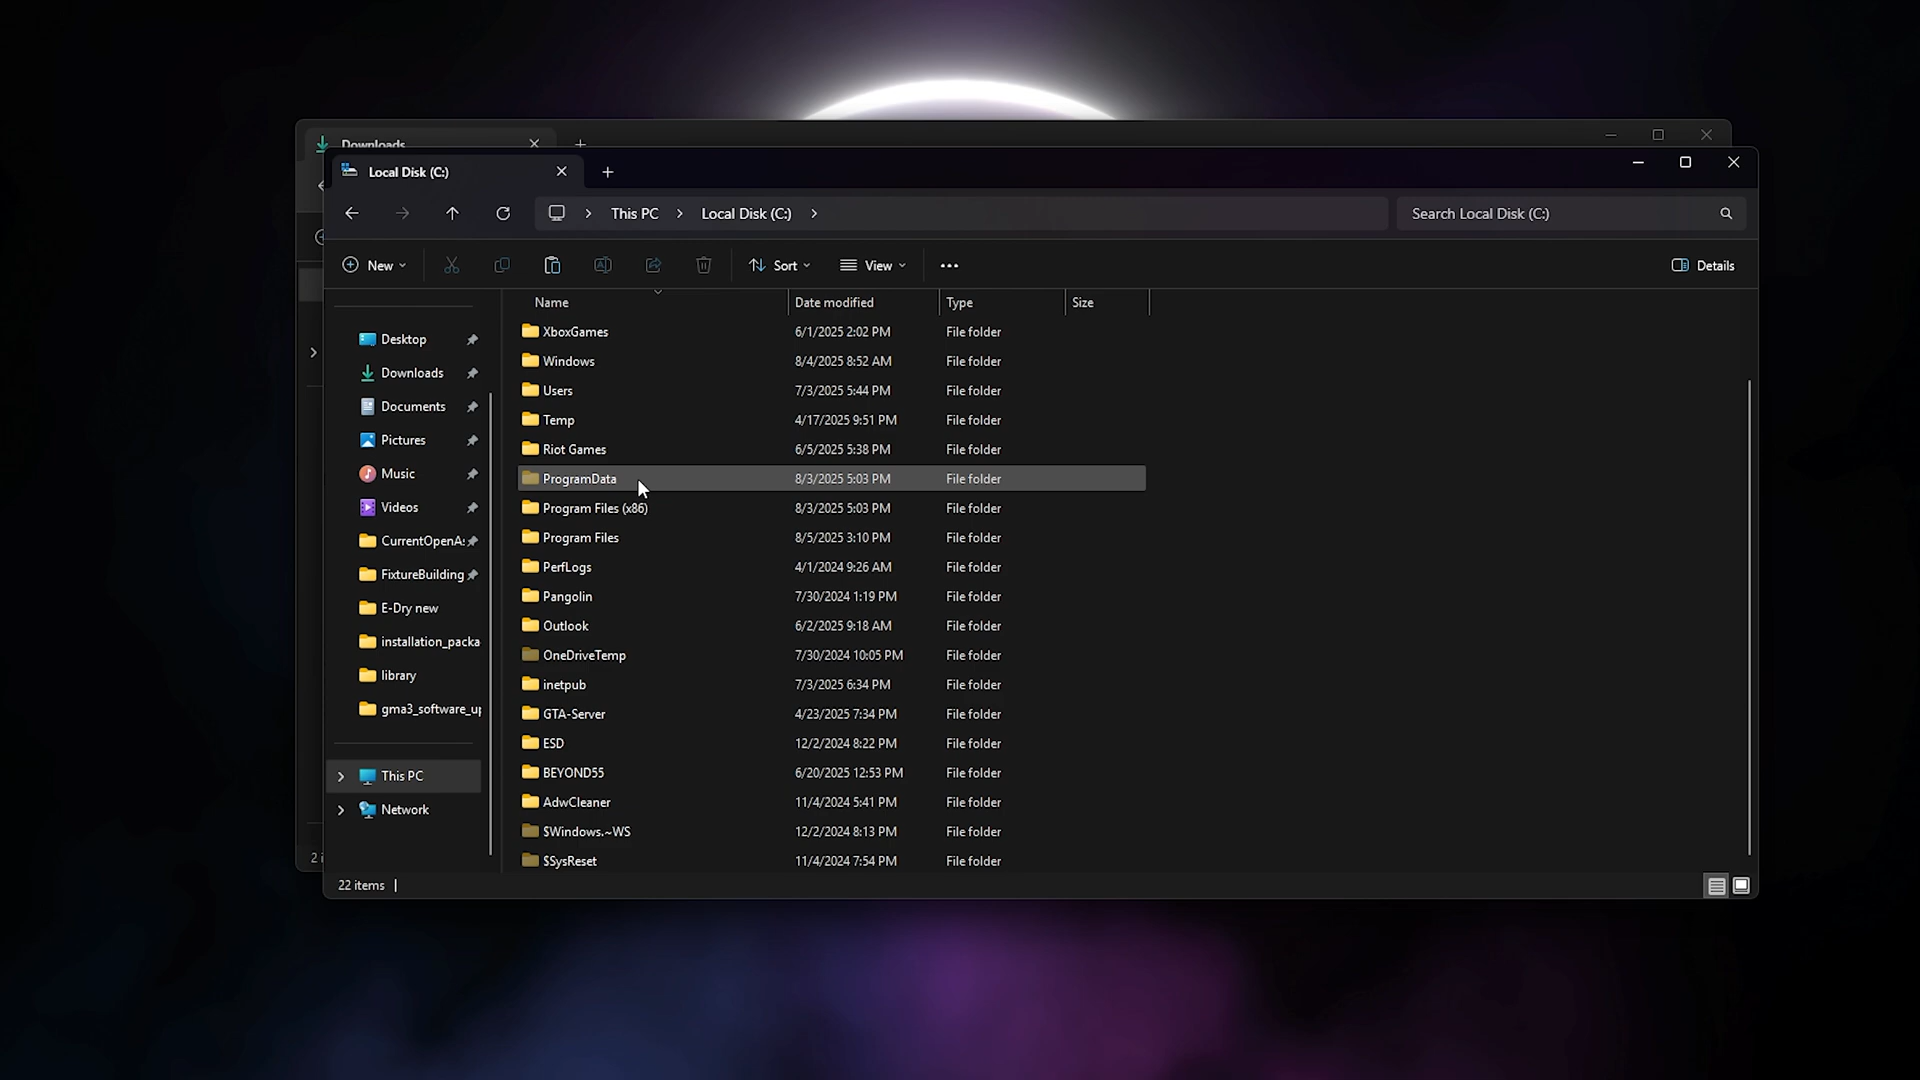 Downloads
Local Disk (C:)
This PC > Local Disk (C:) >
Search Local Disk (C:)
New
Sort
View
Details
Name Date modified Type Size
Desktop
Downloads
Documents
Pictures
Music
Videos
CurrentOpenA:
FixtureBuilding
E-Dry new
installation_packa
library
gma3_software_up
This PC
Network
XboxGames 6/1/2025 2:02 PM File folder
Windows 8/4/2025 8:52 AM File folder
Users 7/3/2025 5:44 PM File folder
Temp 4/17/2025 9:51 PM File folder
Riot Games 6/5/2025 5:38 PM File folder
ProgramData 8/3/2025 5:03 PM File folder
Program Files (x86) 8/3/2025 5:03 PM File folder
Program Files 8/5/2025 3:10 PM File folder
PerfLogs 4/1/2024 9:26 AM File folder
Pangolin 7/30/2024 1:19 PM File folder
Outlook 6/2/2025 9:18 AM File folder
OneDriveTemp 7/30/2024 10:05 PM File folder
inetpub 7/3/2025 6:34 PM File folder
GTA-Server 4/23/2025 7:34 PM File folder
ESD 12/2/2024 8:22 PM File folder
BEYOND55 6/20/2025 12:53 PM File folder
AdwCleaner 11/4/2024 5:41 PM File folder
$Windows.~WS 12/2/2024 8:13 PM File folder
$SysReset 11/4/2024 7:54 PM File folder
2 i
22 items